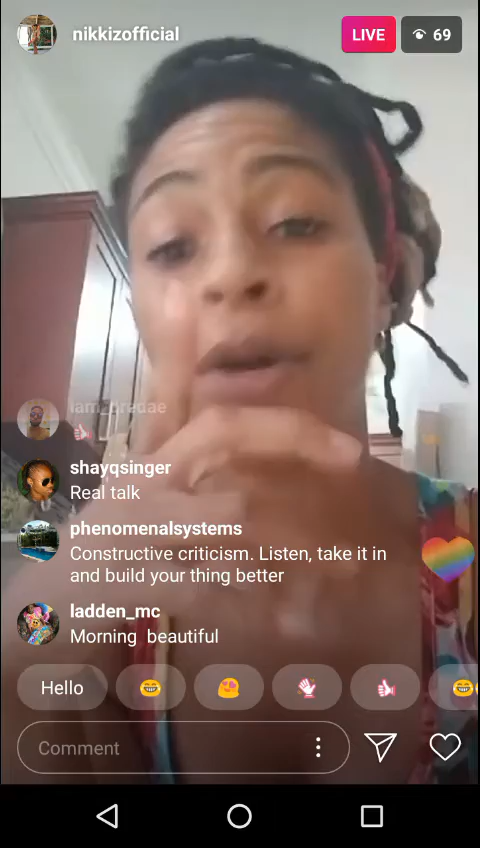 nikkizofficial
LIVE
69
iam_bredae
shayqsinger
Real talk
phenomenalsystems
Constructive criticism. Listen, take it in
and build your thing better
ladden_mc
Morning beautiful
Hello
Comment